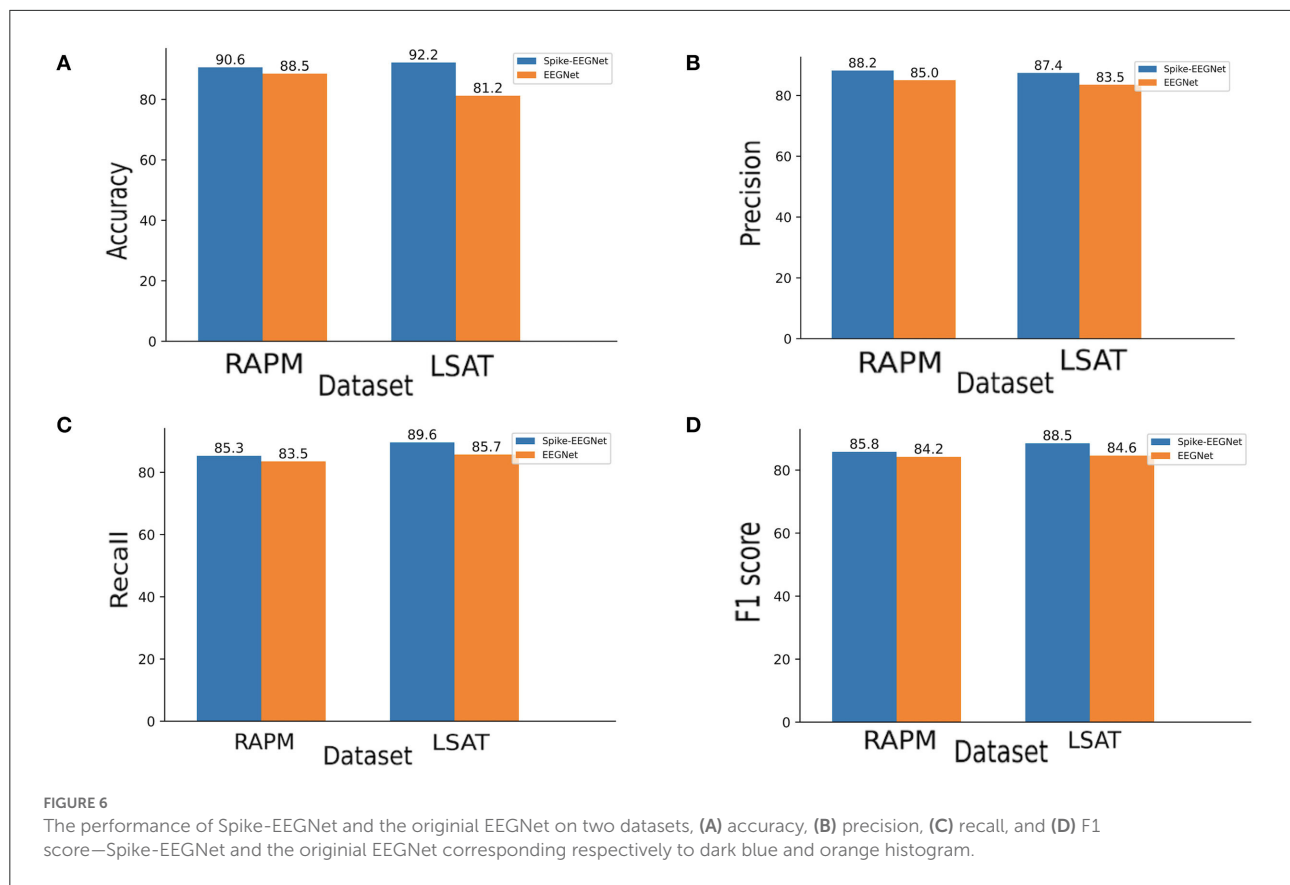 A
Accuracy
80
60
40
20
0
90.6
88.5
92.2
81.2
Spike-EEGNet
EEGNet
RAPM
LSAT
Dataset
B
Precision
80
60
40
20
0
88.2
85.0
87.4
83.5
Spike-EEGNet
EEGNet
RAPM
LSAT
Dataset
C
Recall
80
60
40
20
0
85.3
83.5
89.6
85.7
Spike-EEGNet
EEGNet
RAPM
LSAT
Dataset
D
F1 score
80
60
40
20
0
85.8
84.2
88.5
84.6
Spike-EEGNet
EEGNet
RAPM
LSAT
Dataset
FIGURE 6
The performance of Spike-EEGNet and the originial EEGNet on two datasets, (A) accuracy, (B) precision, (C) recall, and (D) F1
score—Spike-EEGNet and the originial EEGNet corresponding respectively to dark blue and orange histogram.